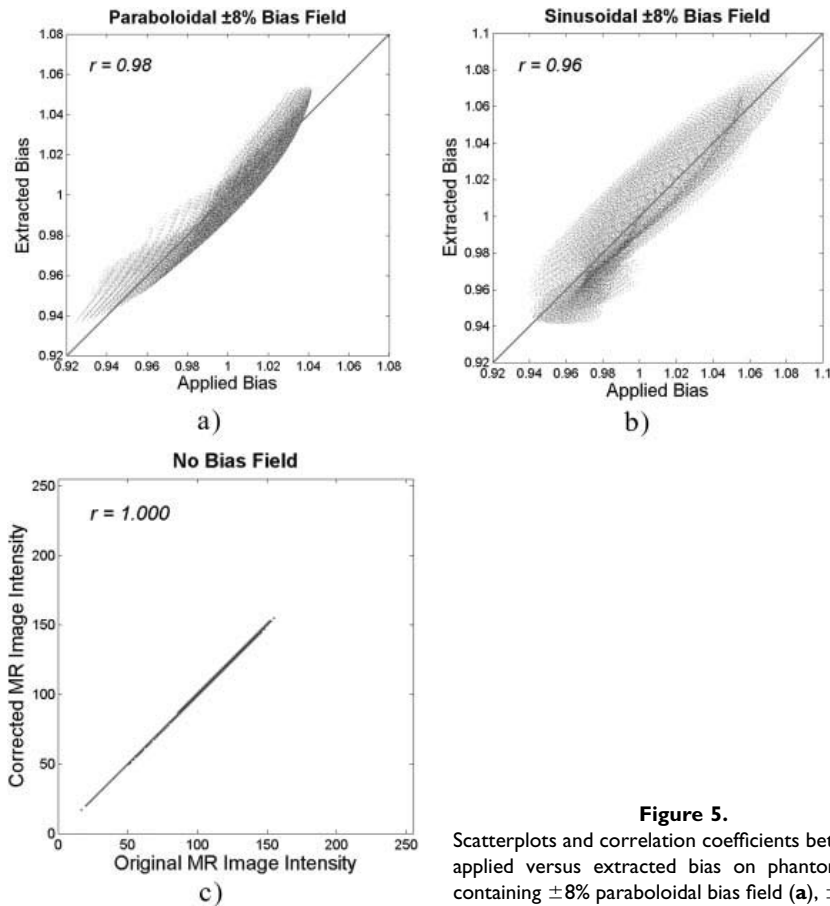 Paraboloidal ±8% Bias Field
1.08
r = 0.98
1.06
1.04
1.02
1
0.98
0.96
0.94
0.92
Extracted Bias
0.92 0.94 0.96 0.98 1 1.02 1.04 1.06 1.08
Applied Bias
a)
Sinusoidal ±8% Bias Field
1.1
r = 0.96
1.08
1.06
1.04
1.02
1
0.98
0.96
0.94
0.92
Extracted Bias
0.92 0.94 0.96 0.98 1 1.02 1.04 1.06 1.08 1.1
Applied Bias
b)
No Bias Field
250
r = 1.000
200
150
100
50
0
Corrected MR Image Intensity
0 50 100 150 200 250
Original MR Image Intensity
c)
Figure 5.
Scatterplots and correlation coefficients bet
applied versus extracted bias on phanto
containing ±8% paraboloidal bias field (a), ±